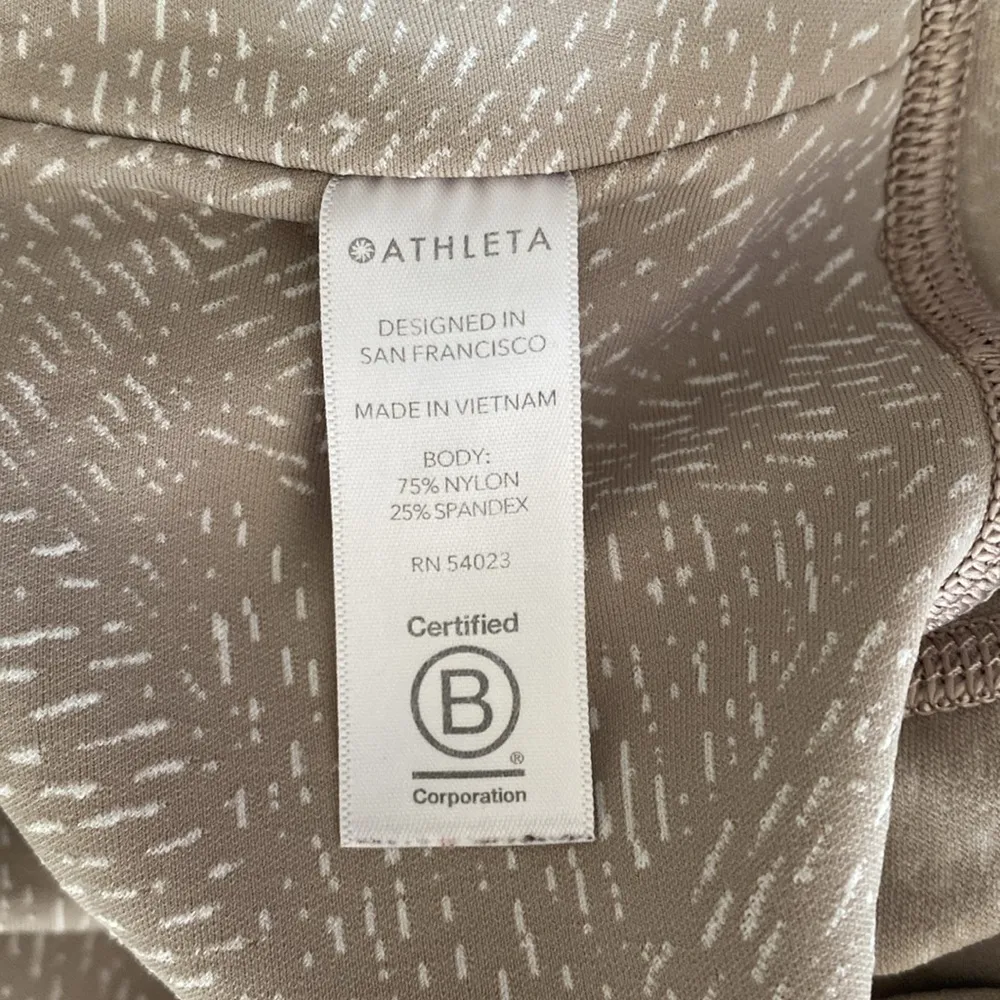 ATHLETA
DESIGNED IN
SAN FRANCISCO
MADE IN VIETNAM
BODY:
75% NYLON
25% SPANDEX
RN 54023
Certified
B
®
Corporation